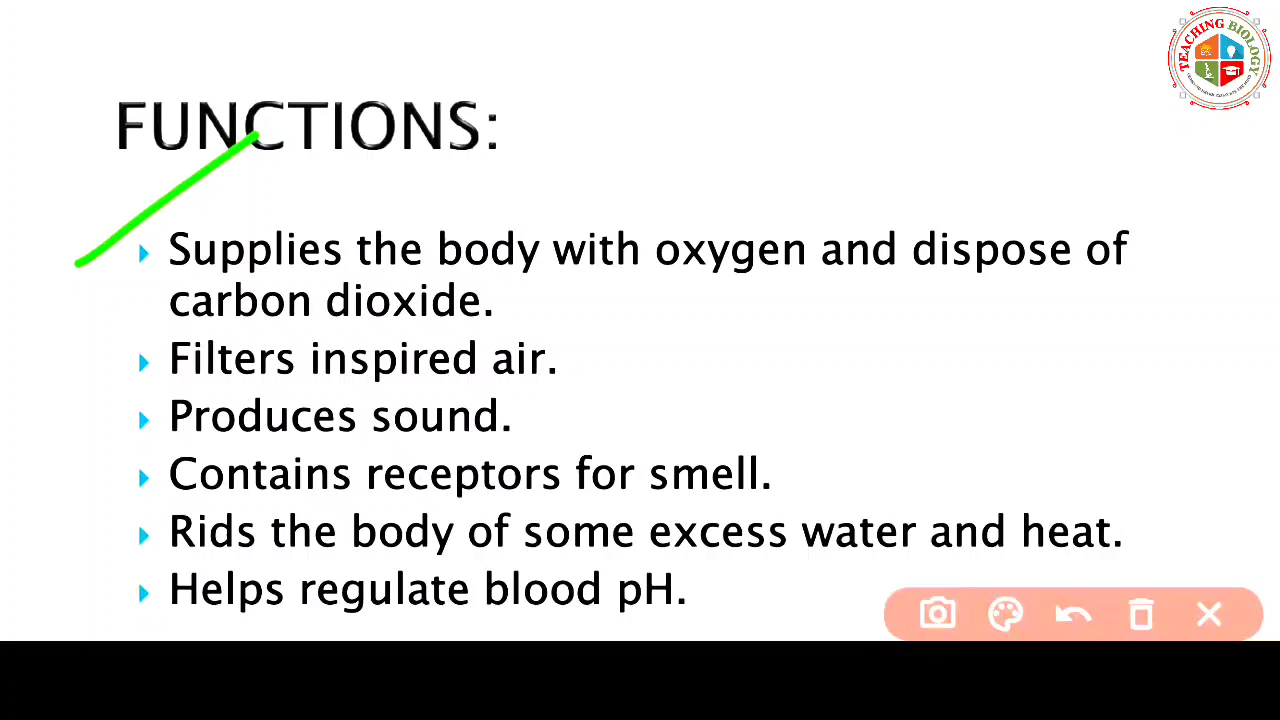 TEACHING BIOLOGY
FUNCTIONS:
Supplies the body with oxygen and dispose of
carbon dioxide.
Filters inspired air.
Produces sound.
Contains receptors for smell.
Rids the body of some excess water and heat.
Helps regulate blood pH.